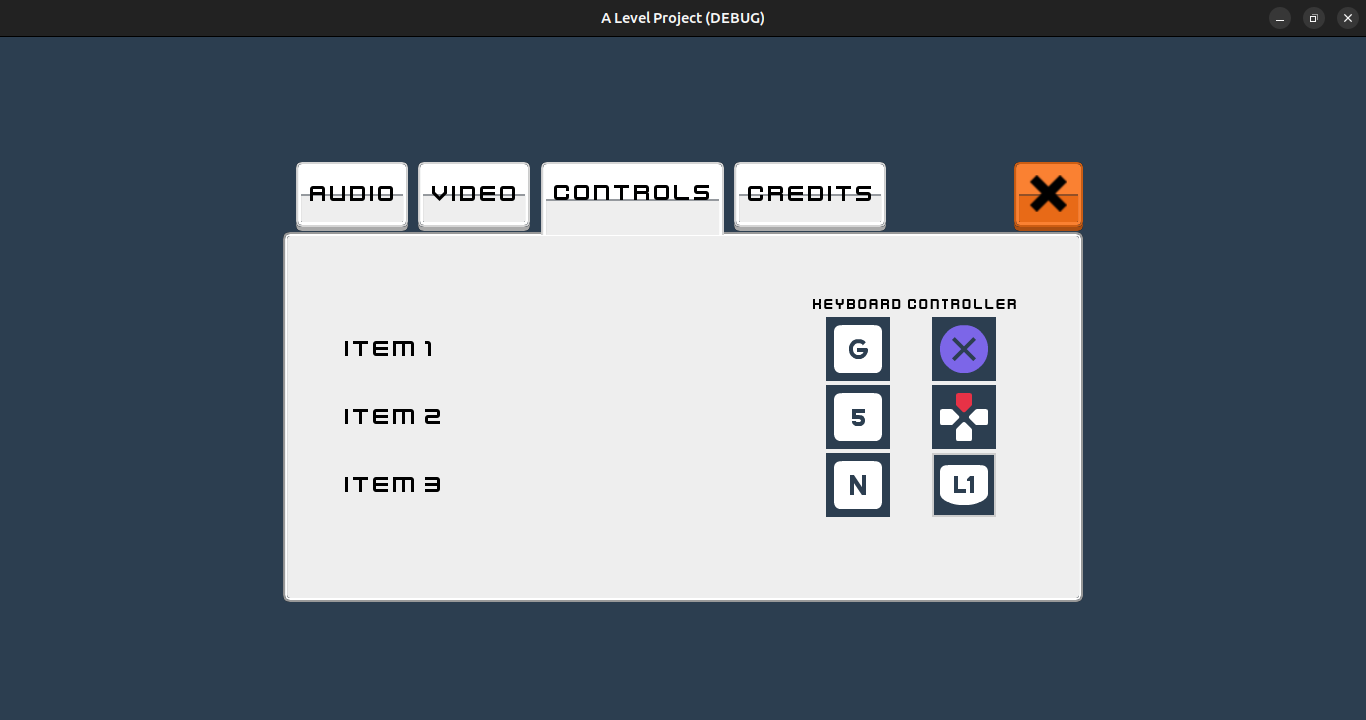 A Level Project (DEBUG)
AUDIO VIDEO CONTROLS CREDITS
KEYBOARD CONTROLLER
ITEM 1 G
ITEM 2 5
ITEM 3 N L1